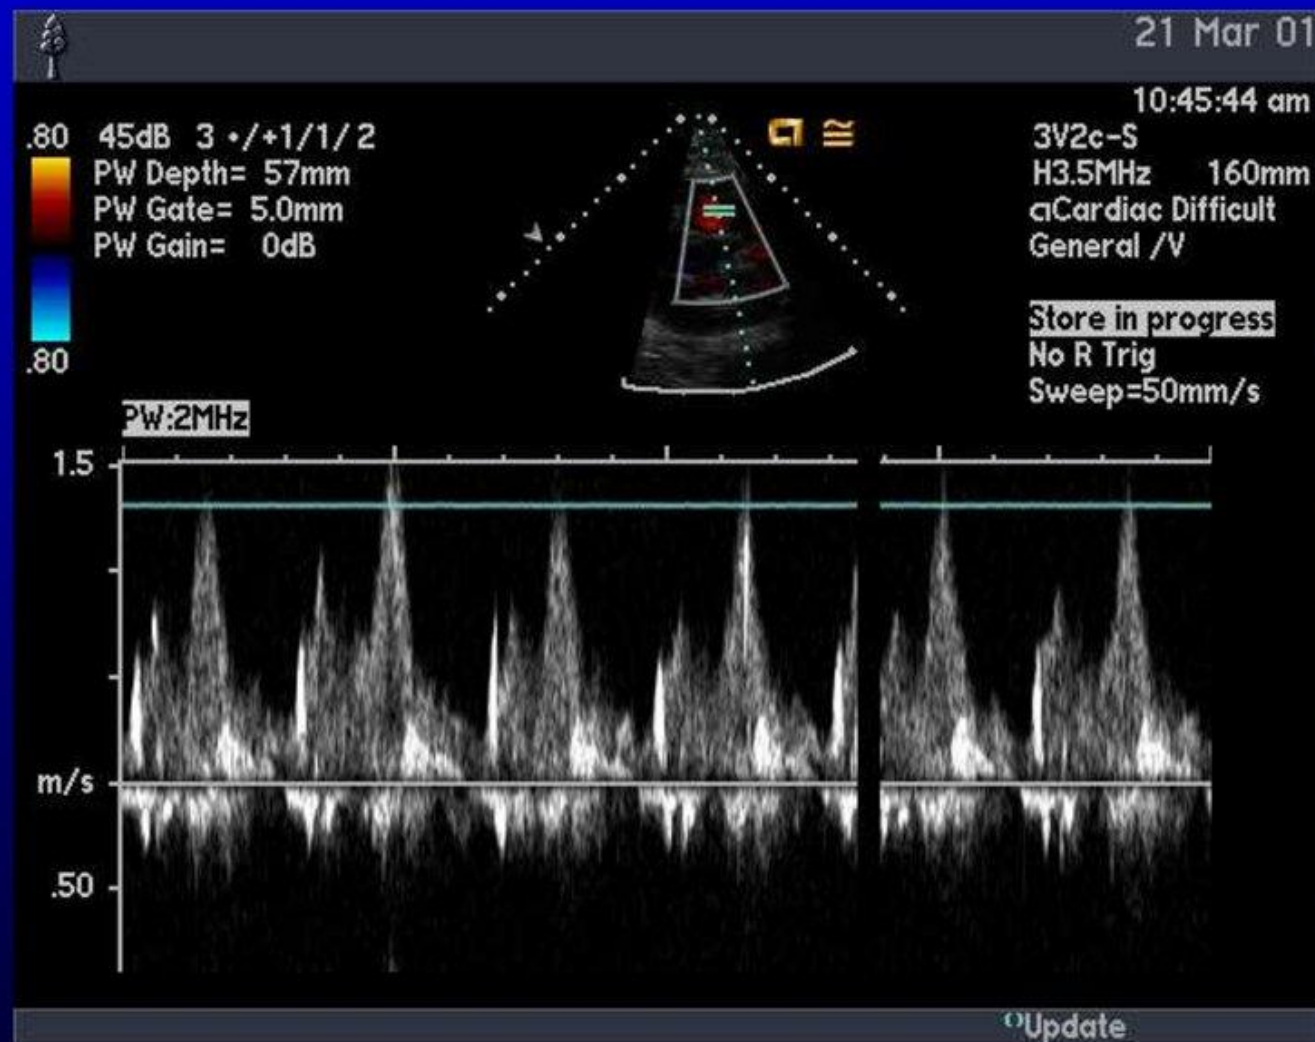 21 Mar 01
10:45:44 am
.80 45dB 3 •/+1/1/2
PW Depth= 57mm
PW Gate= 5.0mm
PW Gain= 0dB
.80
3V2c-S
H3.5MHz 160mm
Cardiac Difficult
General /V
Store in progress
No R Trig
Sweep=50mm/s
PW:2MHz
1.5
m/s
.50
Update